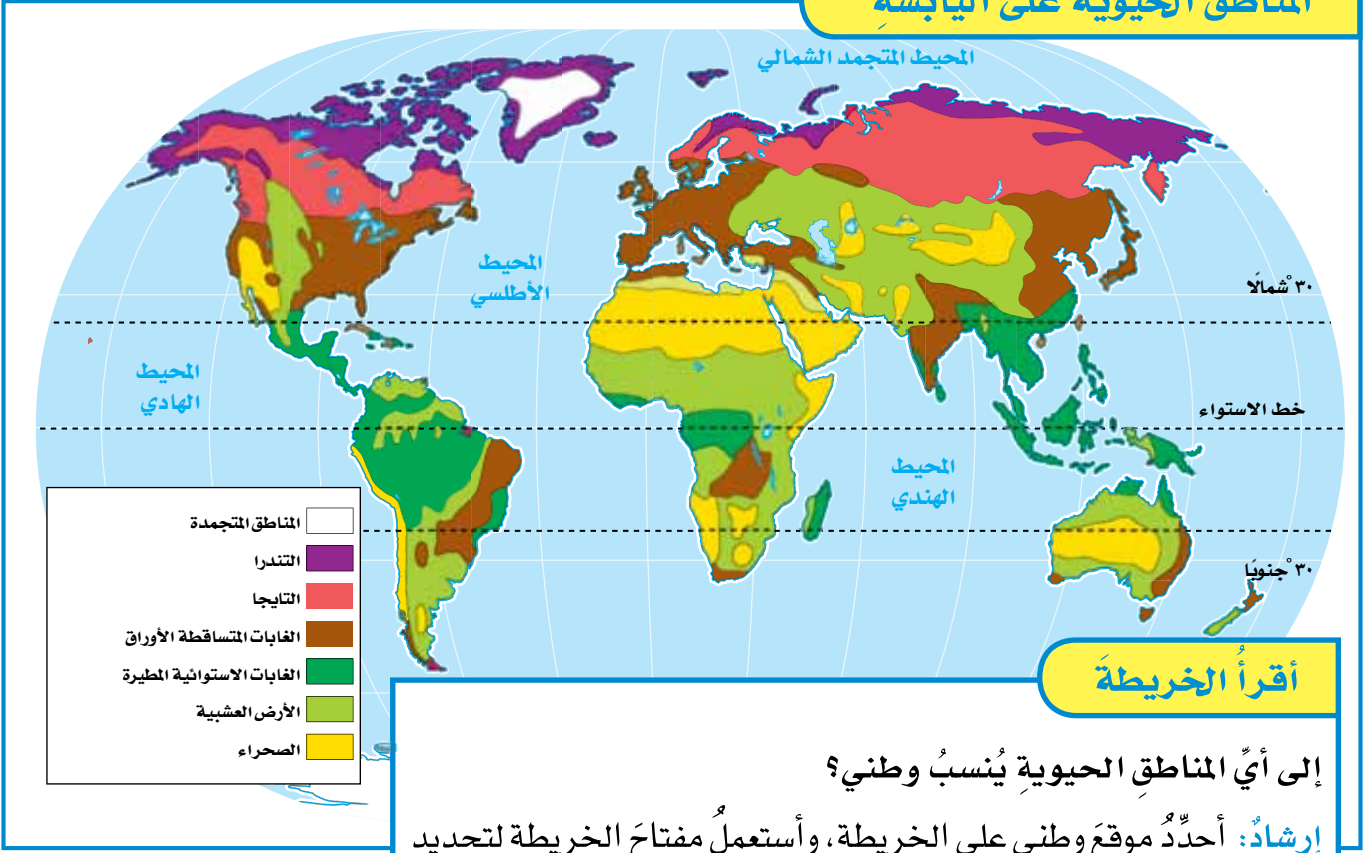 المناطق الحيوية على اليابسةِ
المحيط المتجمد الشمالي
المحيط
الأطلسي
٣٠ ْشمالًا
المحيط
الهادي
خط الاستواء
المحيط
الهندي
٣٠ ْجنوبًا
المناطق المتجمدة
التندرا
التايجا
الغابات المتساقطة الأوراق
الغابات الاستوائية المطيرة
الأرض العشبية
الصحراء
أقرأُ الخريطةَ
إلى أيِّ المناطقِ الحيويةِ يُنسبُ وطني؟
إرشادٌ: أحدِّدُ موقعَ وطني على الخريطة، وأستعملُ مفتاحَ الخريطة لتحديد